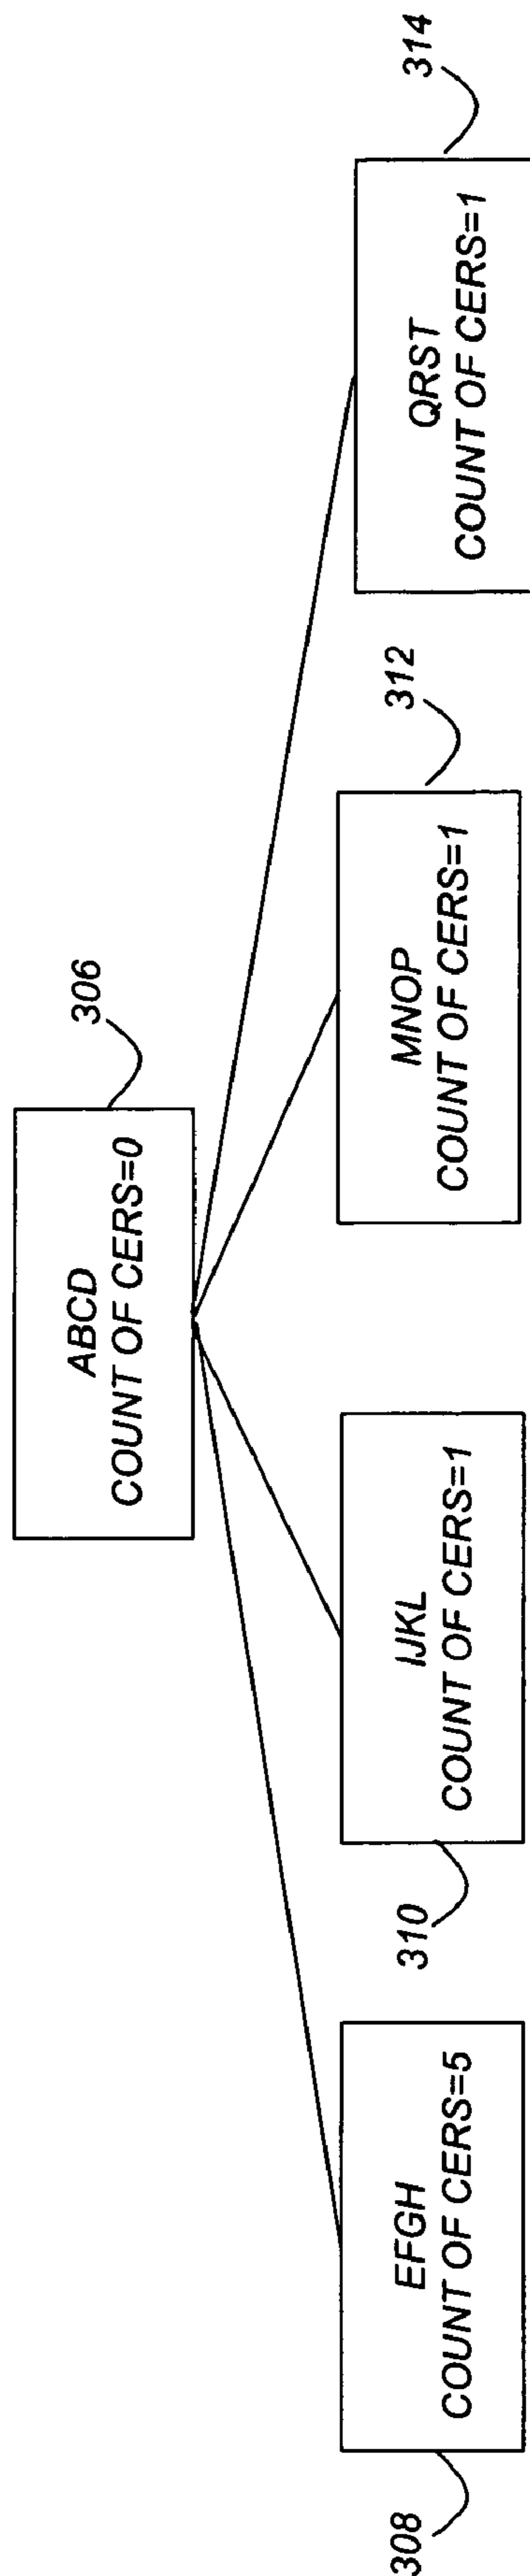 306
ABCD
COUNT OF CERS=0
308
EFGH
COUNT OF CERS=5
310
IJKL
COUNT OF CERS=1
312
MNOP
COUNT OF CERS=1
314
QRST
COUNT OF CERS=1